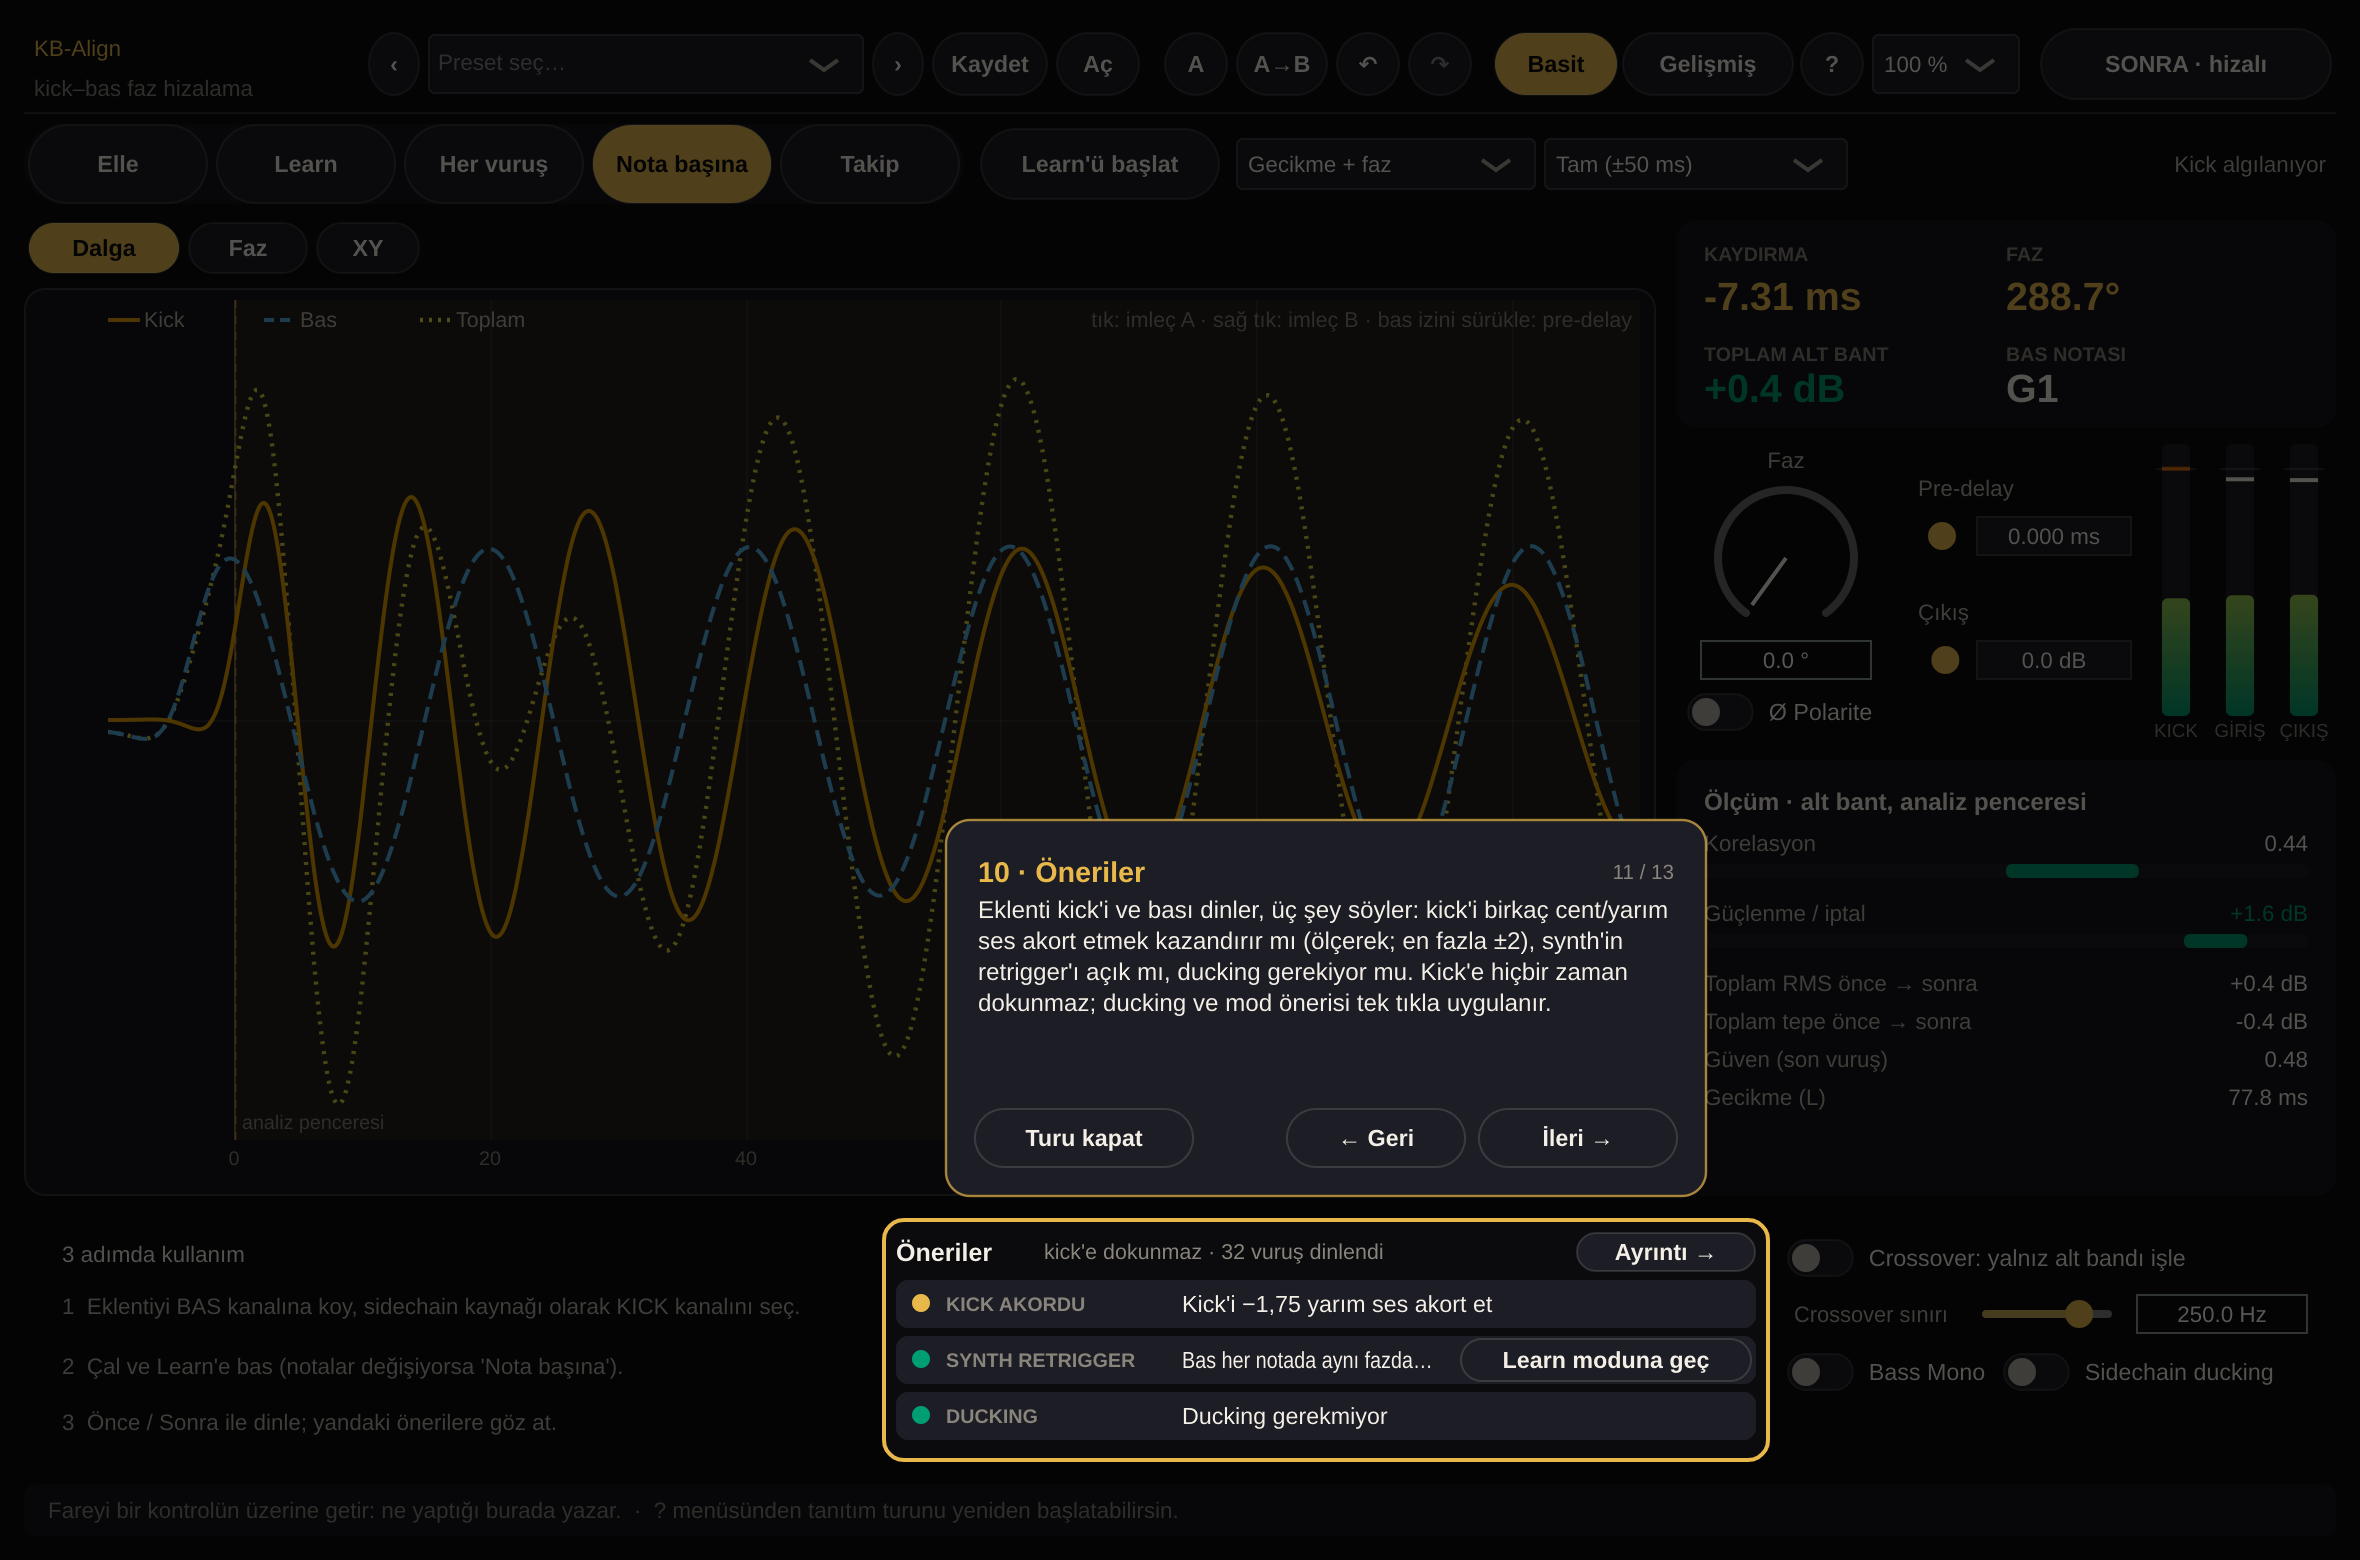 KB-Align
kick–bas faz hizalama
‹
Preset seç…
›
Kaydet
Aç
A
A→B
↶
↷
Basit
Gelişmiş
?
100 %
SONRA · hizalı
Elle
Learn
Her vuruş
Nota başına
Takip
Learn'ü başlat
Gecikme + faz
Tam (±50 ms)
Kick algılanıyor
Dalga
Faz
XY
Kick
Bas
Toplam
tık: imleç A · sağ tık: imleç B · bas izini sürükle: pre-delay
analiz penceresi
0
20
40
KAYDIRMA
-7.31 ms
FAZ
288.7°
TOPLAM ALT BANT
+0.4 dB
BAS NOTASI
G1
Faz
0.0 °
Ø Polarite
Pre-delay
0.000 ms
Çıkış
0.0 dB
KICK
GİRİŞ
ÇIKIŞ
Ölçüm · alt bant, analiz penceresi
Korelasyon
0.44
Güçlenme / iptal
+1.6 dB
Toplam RMS önce → sonra
+0.4 dB
Toplam tepe önce → sonra
-0.4 dB
Güven (son vuruş)
0.48
Gecikme (L)
77.8 ms
10 · Öneriler
11 / 13
Eklenti kick'i ve bası dinler, üç şey söyler: kick'i birkaç cent/yarım
ses akort etmek kazandırır mı (ölçerek; en fazla ±2), synth'in
retrigger'ı açık mı, ducking gerekiyor mu. Kick'e hiçbir zaman
dokunmaz; ducking ve mod önerisi tek tıkla uygulanır.
Turu kapat
← Geri
İleri →
3 adımda kullanım
1 Eklentiyi BAS kanalına koy, sidechain kaynağı olarak KICK kanalını seç.
2 Çal ve Learn'e bas (notalar değişiyorsa 'Nota başına').
3 Önce / Sonra ile dinle; yandaki önerilere göz at.
Öneriler
kick'e dokunmaz · 32 vuruş dinlendi
Ayrıntı →
KICK AKORDU
Kick'i −1,75 yarım ses akort et
SYNTH RETRIGGER
Bas her notada aynı fazda…
Learn moduna geç
DUCKING
Ducking gerekmiyor
Crossover: yalnız alt bandı işle
Crossover sınırı
250.0 Hz
Bass Mono
Sidechain ducking
Fareyi bir kontrolün üzerine getir: ne yaptığı burada yazar. · ? menüsünden tanıtım turunu yeniden başlatabilirsin.